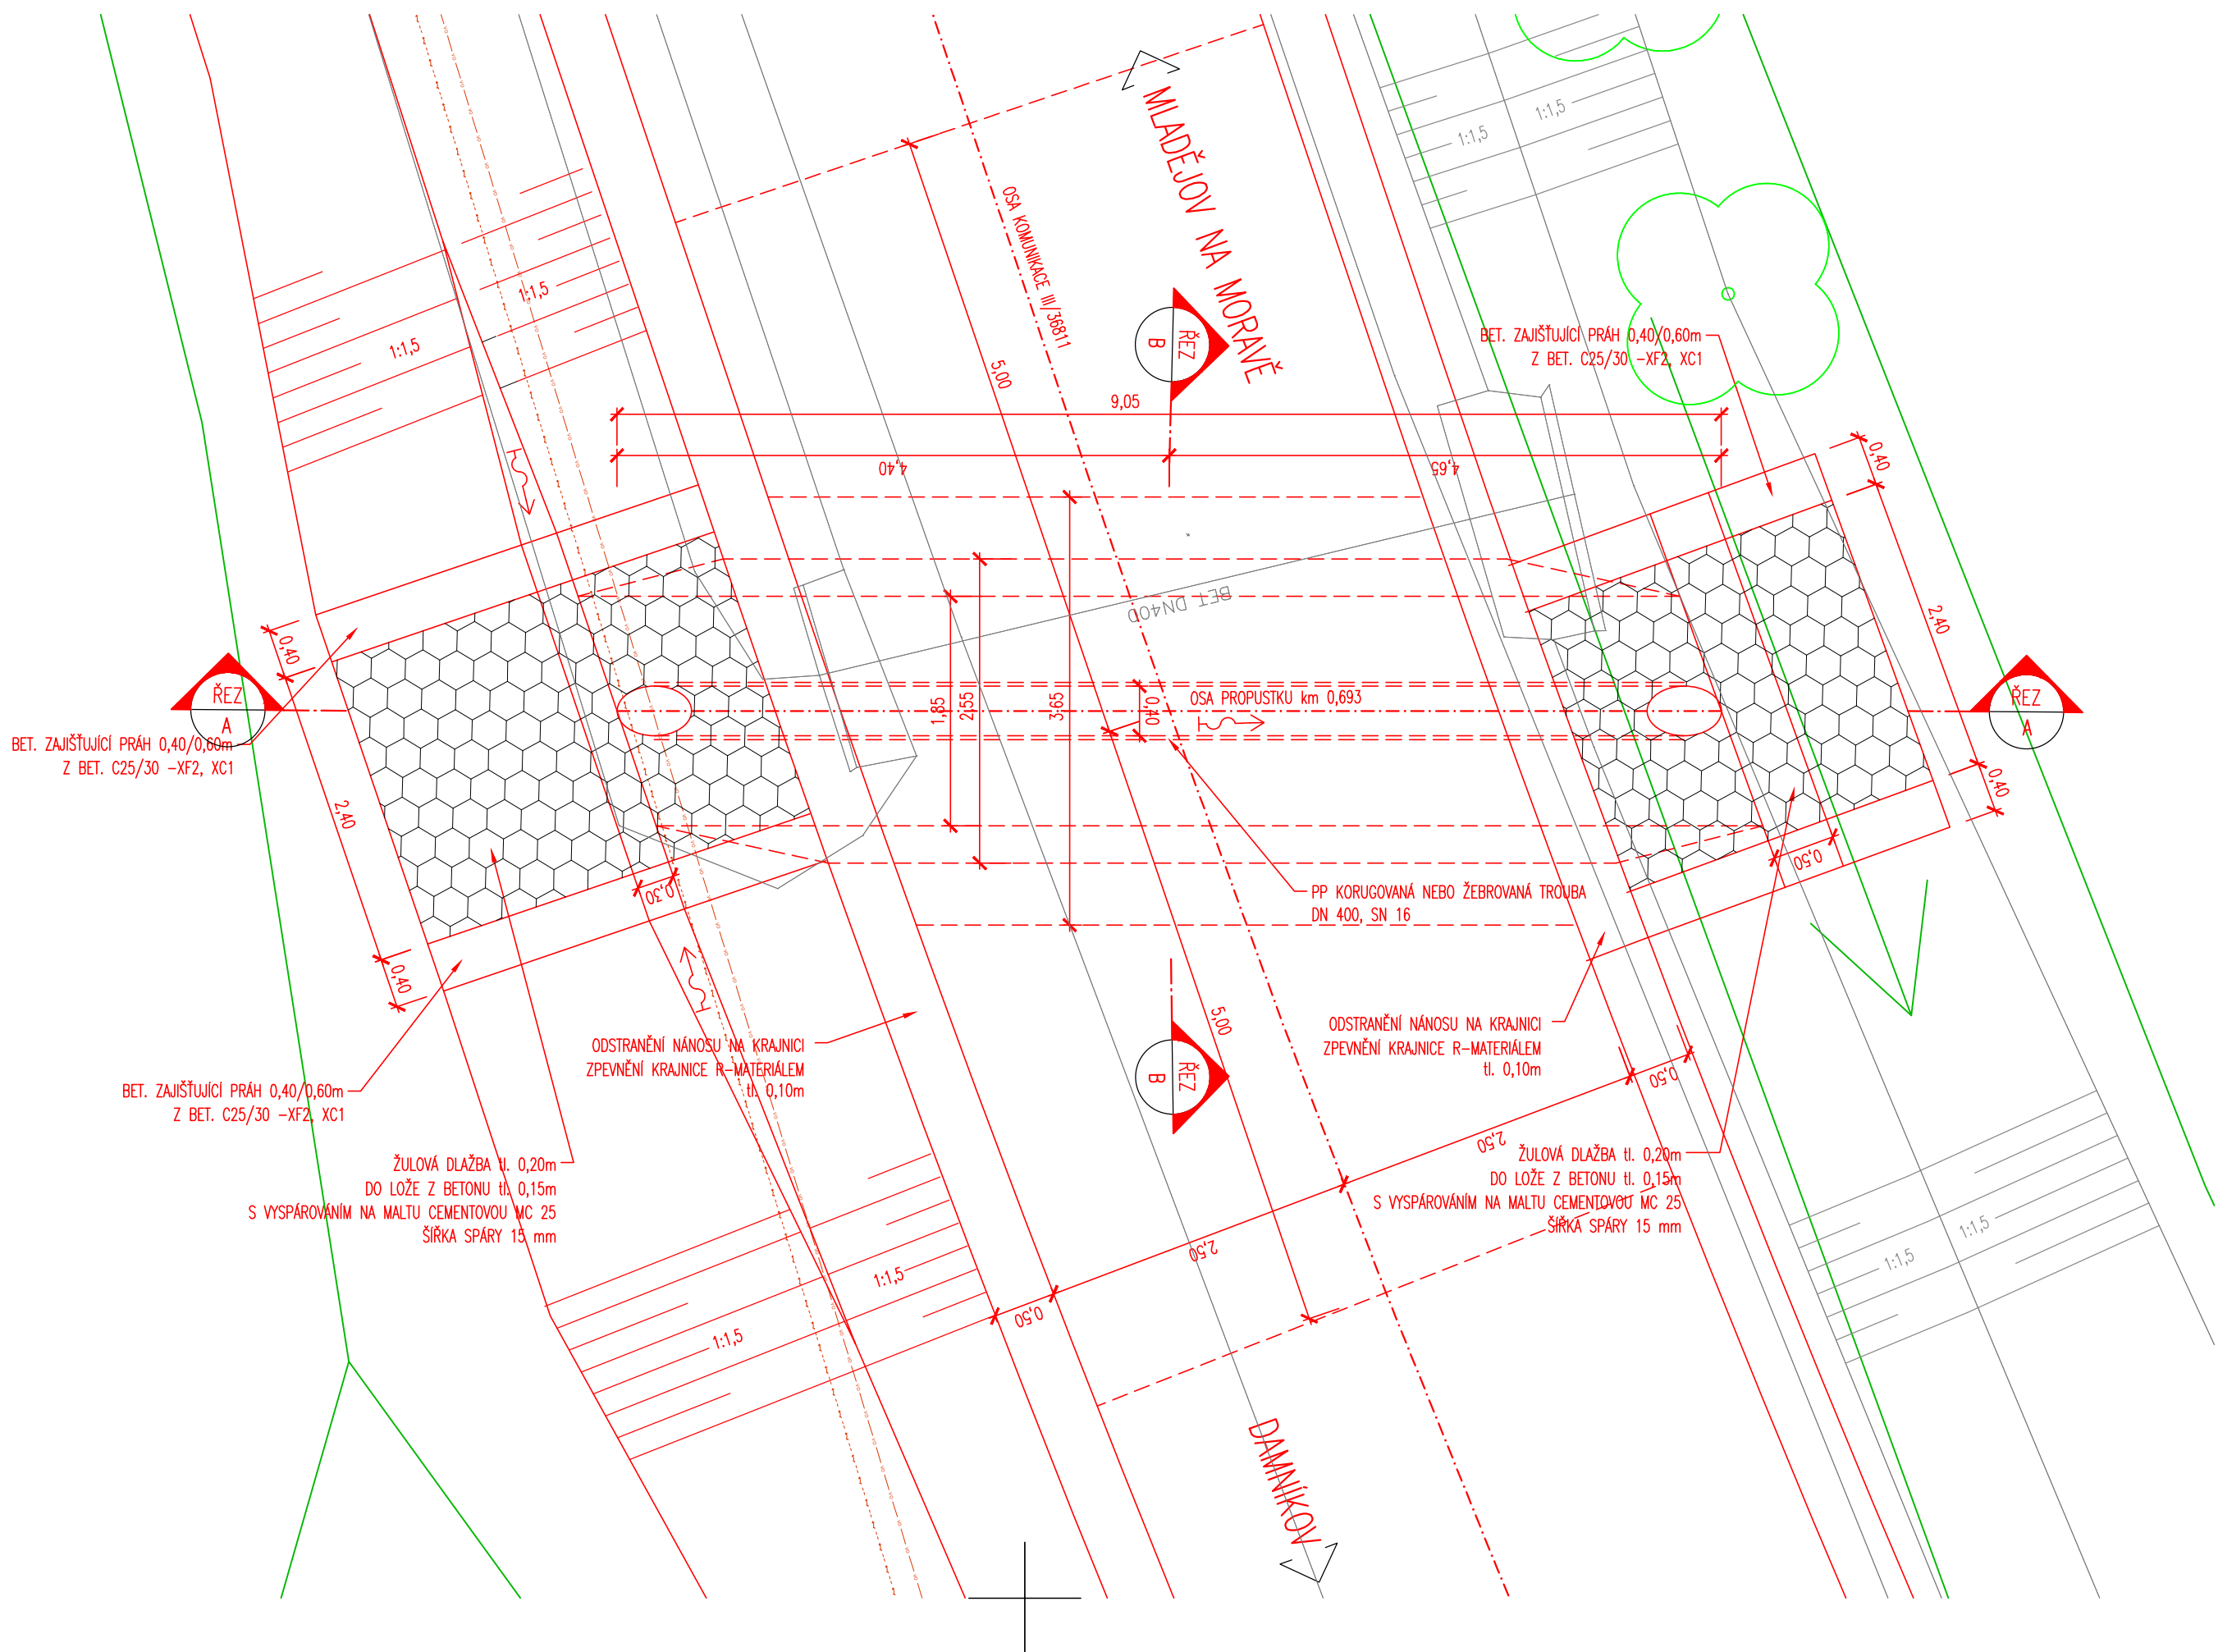 MLADĚJOV NA MORAVĚ
OSA KOMUNIKACE III/36811
1:1,5
1:1,5
1:1,5
1:1,5
5,00
ŘEZ
B
BET. ZAJIŠŤUJÍCÍ PRÁH 0,40/0,60m
Z BET. C25/30 -XF2, XC1
9,05
4,40
4,65
0,40
2,40
0,40
BET DN400
0,40
2,40
0,40
ŘEZ
A
BET. ZAJIŠŤUJÍCÍ PRÁH 0,40/0,60m
Z BET. C25/30 -XF2, XC1
1,85
2,55
3,65
0,40
OSA PROPUSTKU km 0,693
ŘEZ
A
0,30
0,50
PP KORUGOVANÁ NEBO ŽEBROVANÁ TROUBA
DN 400, SN 16
5,00
ODSTRANĚNÍ NÁNOSU NA KRAJNICI
ZPEVNĚNÍ KRAJNICE R-MATERIÁLEM
tl. 0,10m
ODSTRANĚNÍ NÁNOSU NA KRAJNICI
ZPEVNĚNÍ KRAJNICE R-MATERIÁLEM
tl. 0,10m
ŘEZ
B
0,50
2,50
2,50
0,50
BET. ZAJIŠŤUJÍCÍ PRÁH 0,40/0,60m
Z BET. C25/30 -XF2, XC1
ŽULOVÁ DLAŽBA tl. 0,20m
DO LOŽE Z BETONU tl. 0,15m
S VYSPÁROVÁNÍM NA MALTU CEMENTOVOU MC 25
ŠÍŘKA SPÁRY 15 mm
ŽULOVÁ DLAŽBA tl. 0,20m
DO LOŽE Z BETONU tl. 0,15m
S VYSPÁROVÁNÍM NA MALTU CEMENTOVOU MC 25
ŠÍŘKA SPÁRY 15 mm
1:1,5
1:1,5
1:1,5
1:1,5
DAMNÍKOV